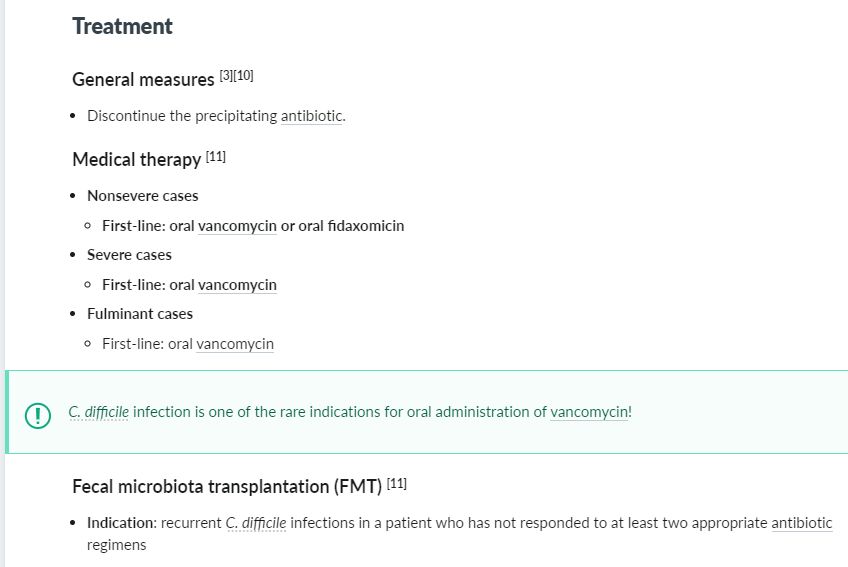 Treatment
General measures [3][10]
• Discontinue the precipitating antibiotic.
Medical therapy [11]
• Nonsevere cases
◦ First-line: oral vancomycin or oral fidaxomicin
• Severe cases
◦ First-line: oral vancomycin
• Fulminant cases
◦ First-line: oral vancomycin
C. difficile infection is one of the rare indications for oral administration of vancomycin!
Fecal microbiota transplantation (FMT) [11]
• Indication: recurrent C. difficile infections in a patient who has not responded to at least two appropriate antibiotic
regimens